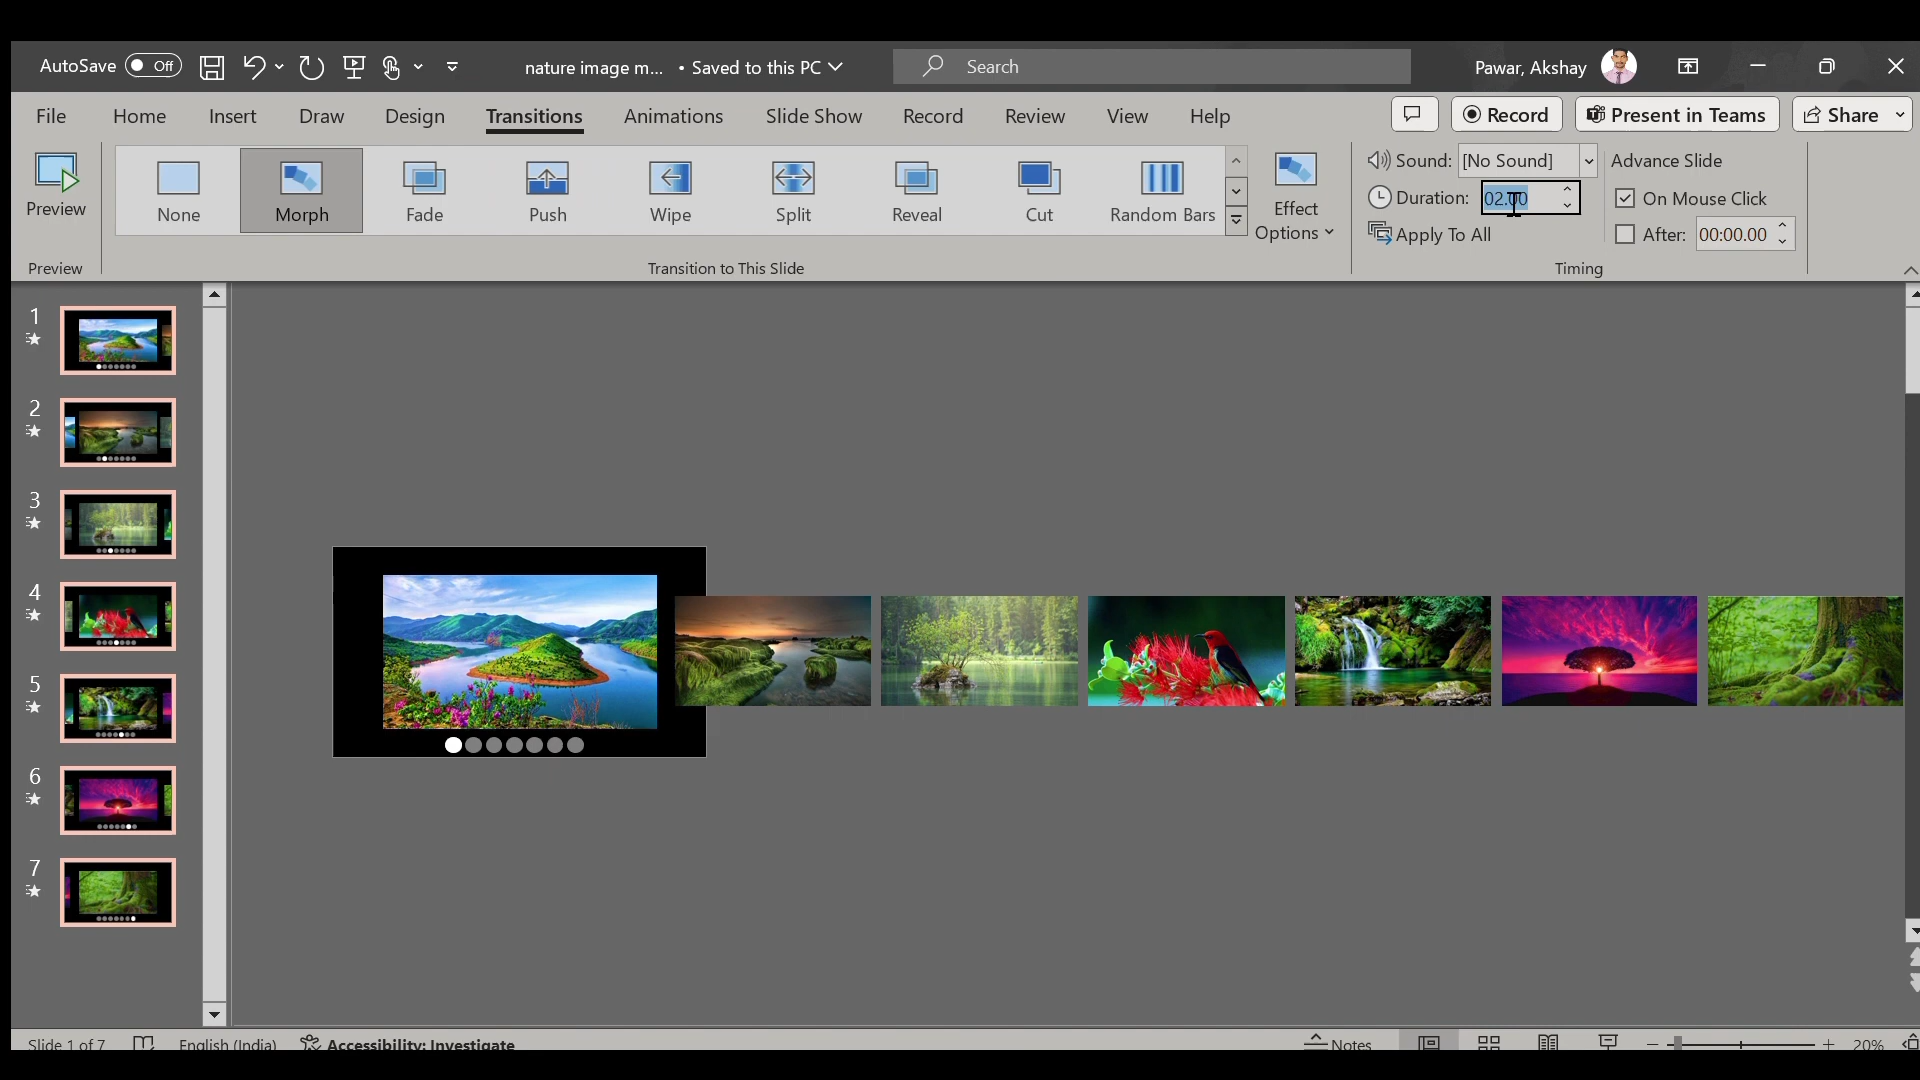 AutoSave Off nature image m... • Saved to this PC Search Pawar, Akshay
File Home Insert Draw Design Transitions Animations Slide Show Record Review View Help Record Present in Teams Share
Preview None Morph Fade Push Wipe Split Reveal Cut Random Bars Effect Options
Sound: [No Sound] Advance Slide
Duration: 02.00 On Mouse Click
Apply To All After: 00:00.00
Preview Transition to This Slide Timing
1
2
3
4
5
6
7
Slide 1 of 7 English (India) Accessibility: Investigate Notes 20%